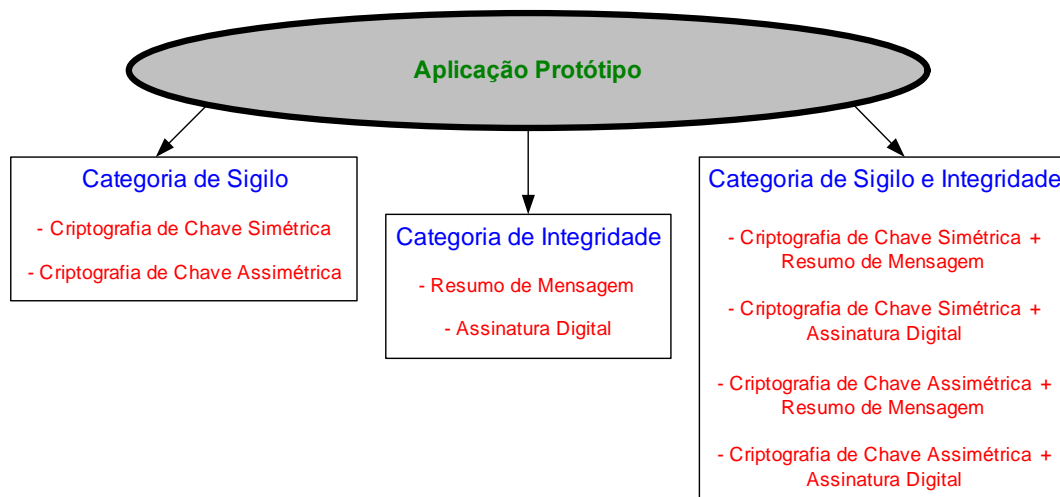 Aplicação Protótipo
Categoria de Sigilo
- Criptografia de Chave Simétrica
- Criptografia de Chave Assimétrica
Categoria de Integridade
- Resumo de Mensagem
- Assinatura Digital
Categoria de Sigilo e Integridade
- Criptografia de Chave Simétrica +
Resumo de Mensagem
- Criptografia de Chave Simétrica +
Assinatura Digital
- Criptografia de Chave Assimétrica +
Resumo de Mensagem
- Criptografia de Chave Assimétrica +
Assinatura Digital